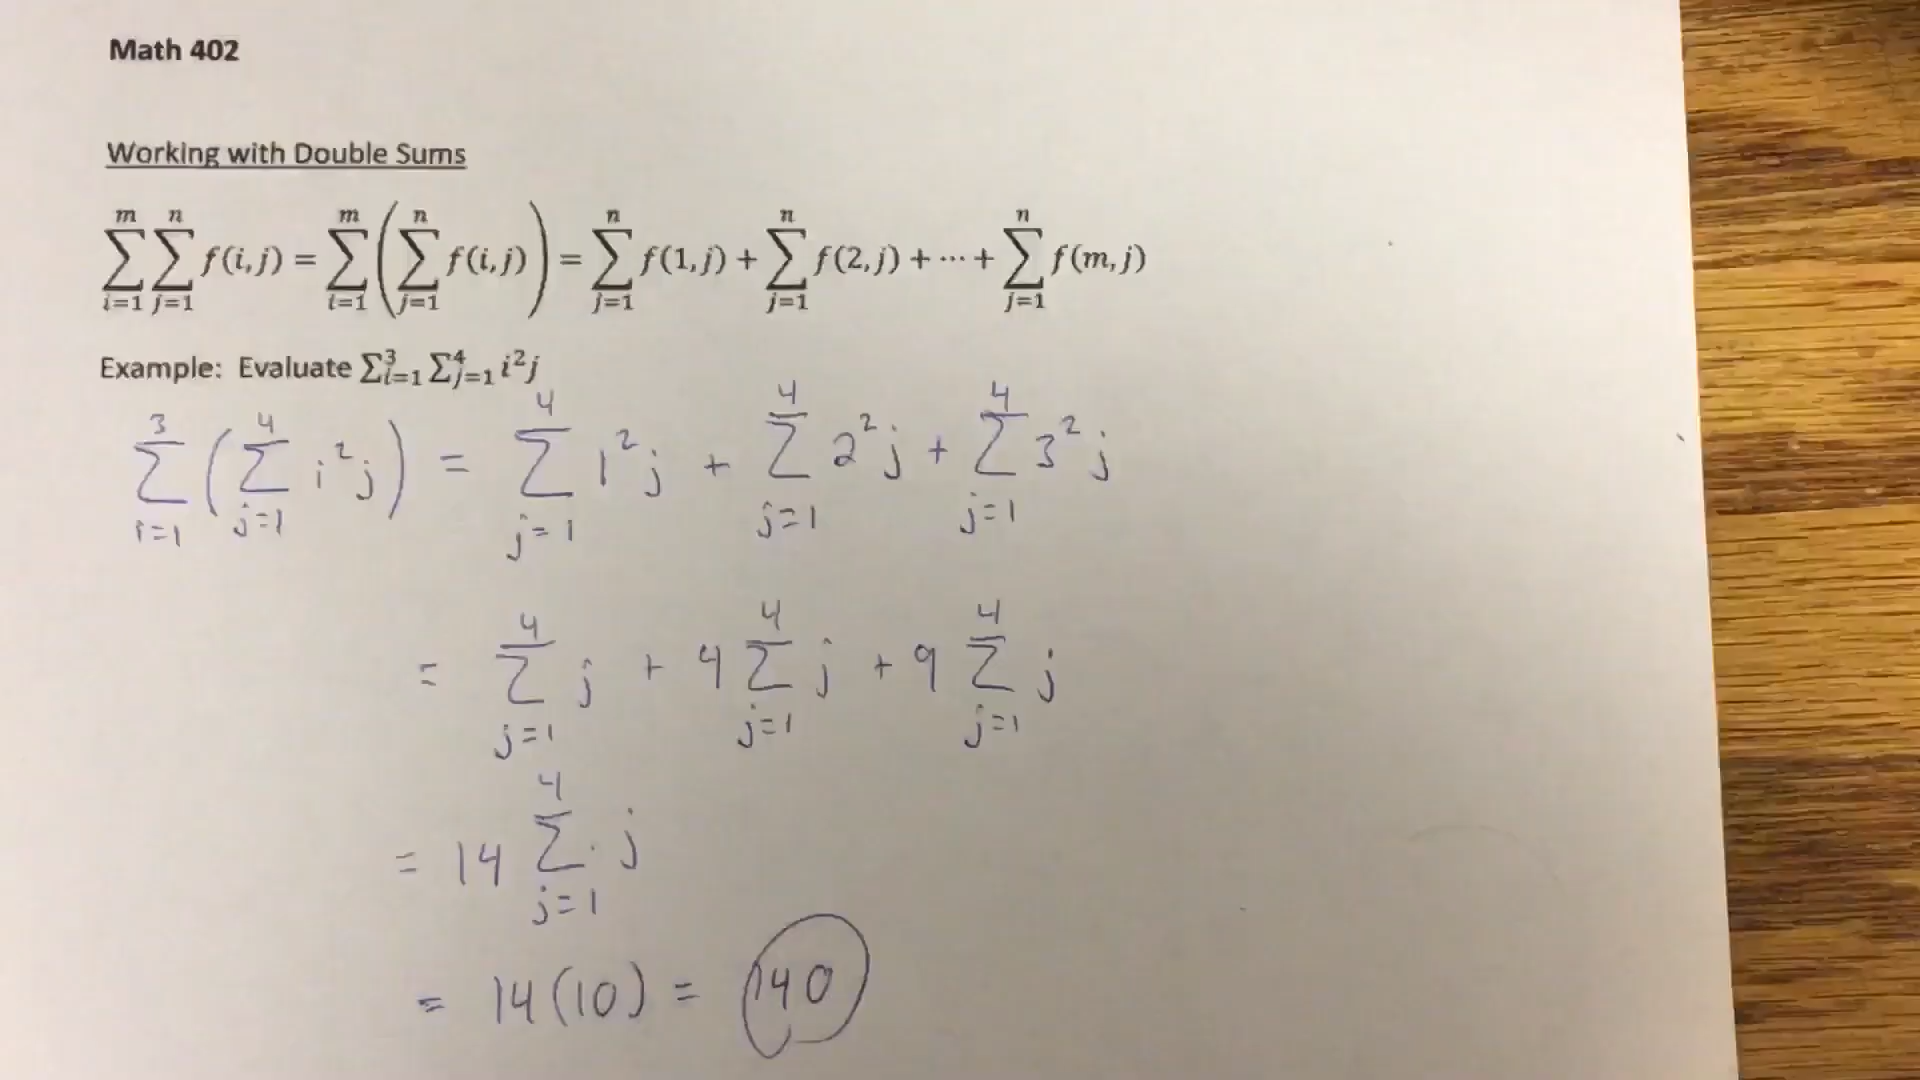 Math 402
Working with Double Sums
∑_{i=1}^{m} ∑_{j=1}^{n} f(i,j) = ∑_{i=1}^{m} (∑_{j=1}^{n} f(i,j)) = ∑_{j=1}^{n} f(1,j) + ∑_{j=1}^{n} f(2,j) + ⋯ + ∑_{j=1}^{n} f(m,j)
Example: Evaluate ∑_{i=1}^{3} ∑_{j=1}^{4} i²j
∑_{i=1}^{3} (∑_{j=1}^{4} i²j) = ∑_{j=1}^{4} 1²j + ∑_{j=1}^{4} 2²j + ∑_{j=1}^{4} 3²j
= ∑_{j=1}^{4} j + 4 ∑_{j=1}^{4} j + 9 ∑_{j=1}^{4} j
= 14 ∑_{j=1}^{4} j
= 14(10) = 140